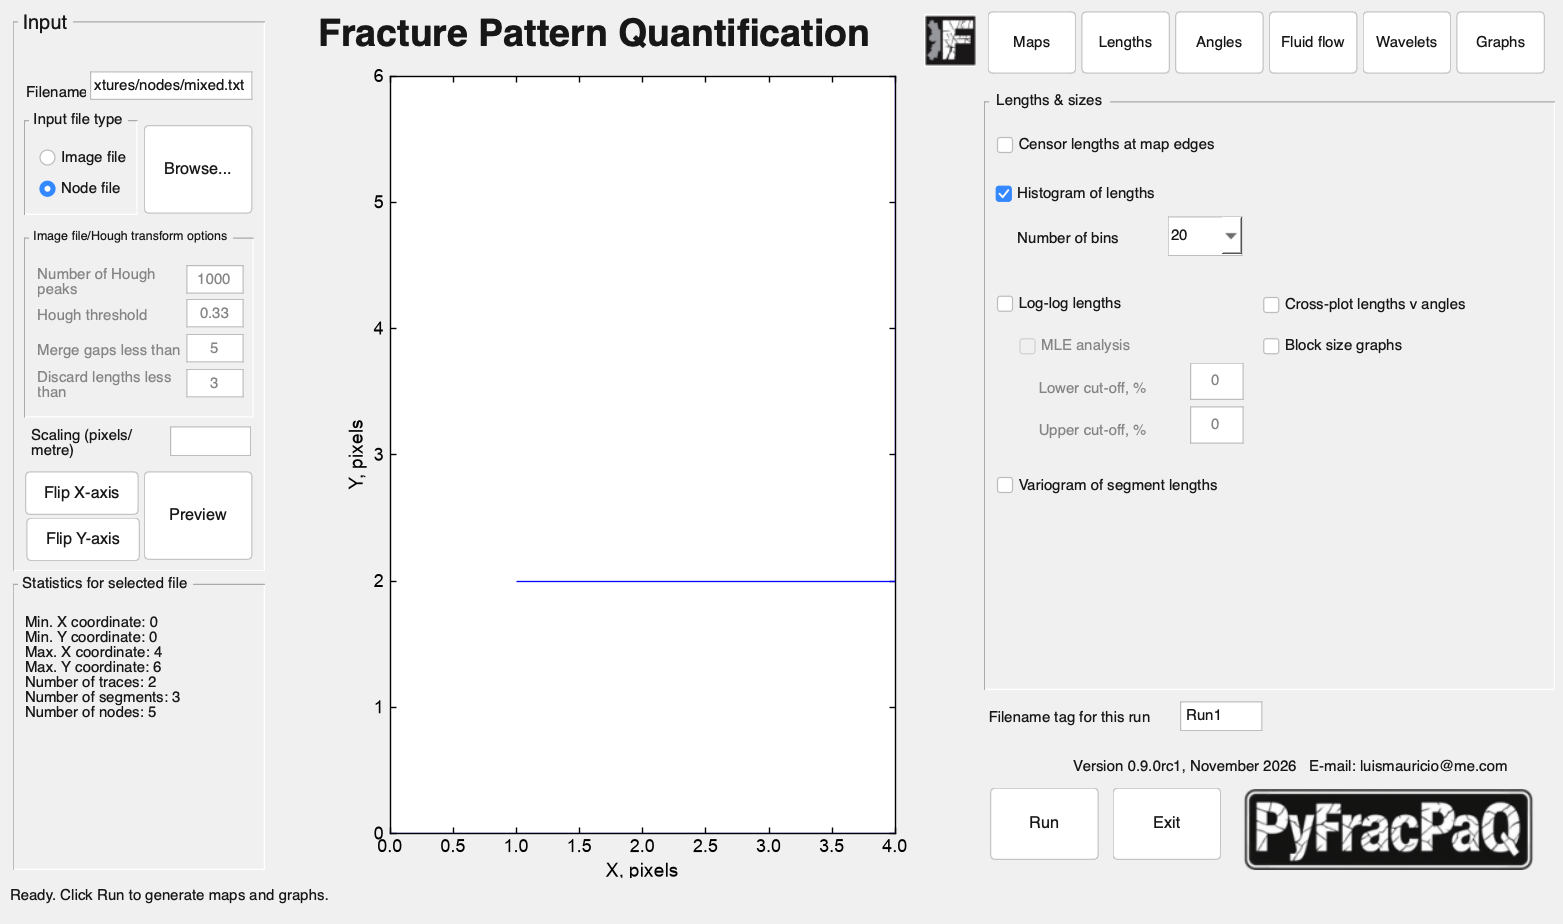 Input
Filename
xtures/nodes/mixed.txt
Input file type
Image file
Node file
Browse...
Image file/Hough transform options
Number of Hough
peaks
1000
Hough threshold
0.33
Merge gaps less than
5
Discard lengths less
than
3
Scaling (pixels/
metre)
Flip X-axis
Flip Y-axis
Preview
Statistics for selected file
Min. X coordinate: 0
Min. Y coordinate: 0
Max. X coordinate: 4
Max. Y coordinate: 6
Number of traces: 2
Number of segments: 3
Number of nodes: 5
Ready. Click Run to generate maps and graphs.
Fracture Pattern Quantification
6
5
4
3
2
1
0
Y, pixels
0.0 0.5 1.0 1.5 2.0 2.5 3.0 3.5 4.0
X, pixels
F
Maps
Lengths
Angles
Fluid flow
Wavelets
Graphs
Lengths & sizes
Censor lengths at map edges
Histogram of lengths
Number of bins
20
Log-log lengths
Cross-plot lengths v angles
MLE analysis
Block size graphs
Lower cut-off, %
0
Upper cut-off, %
0
Variogram of segment lengths
Filename tag for this run
Run1
Version 0.9.0rc1, November 2026 E-mail: luismauricio@me.com
Run
Exit
PyFracPaQ